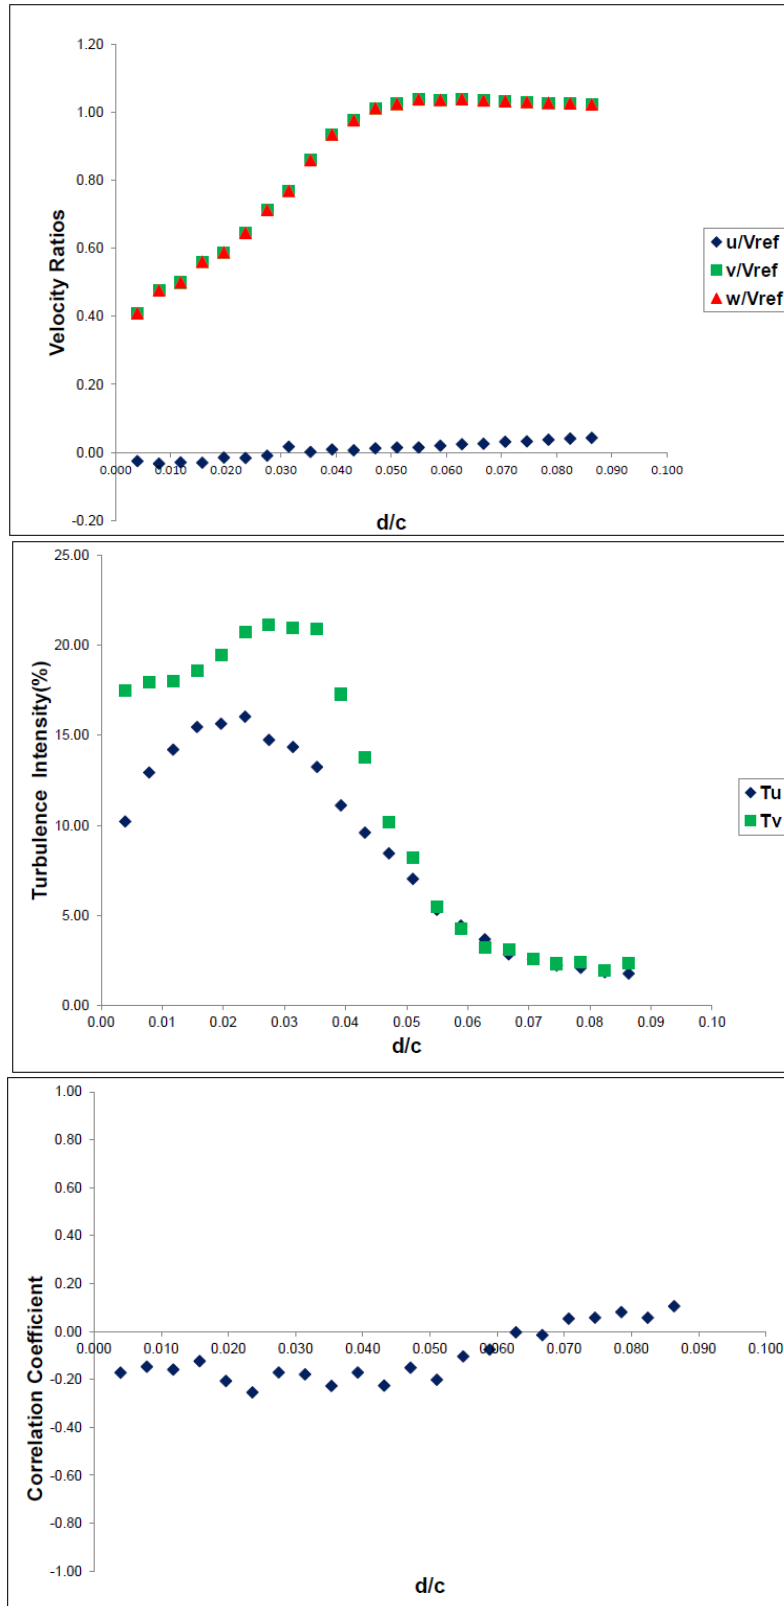 1.20
1.00
0.80
0.60
0.40
0.20
0.00
-0.20
Velocity Ratios
0.000 0.010 0.020 0.030 0.040 0.050 0.060 0.070 0.080 0.090 0.100
d/c
u/Vref
v/Vref
w/Vref
25.00
20.00
15.00
10.00
5.00
0.00
Turbulence Intensity(%)
0.00 0.01 0.02 0.03 0.04 0.05 0.06 0.07 0.08 0.09 0.10
d/c
Tu
Tv
1.00
0.80
0.60
0.40
0.20
0.00
-0.20
-0.40
-0.60
-0.80
-1.00
Correlation Coefficient
0.000 0.010 0.020 0.030 0.040 0.050 0.060 0.070 0.080 0.090 0.100
d/c